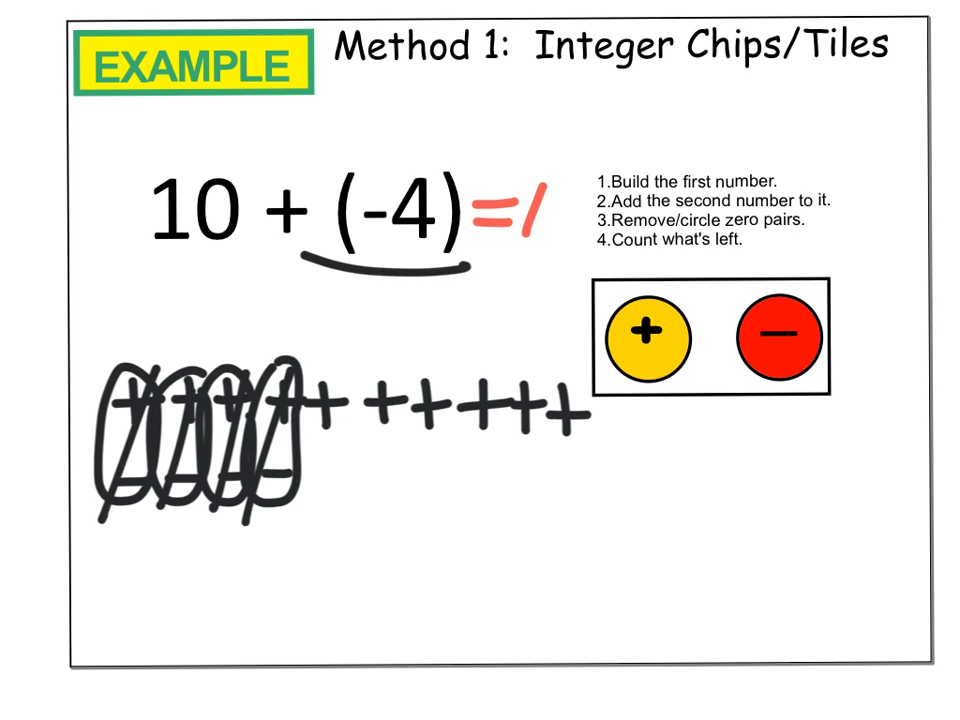 EXAMPLE
Method 1: Integer Chips/Tiles
10 + (-4) = /
1.Build the first number.
2.Add the second number to it.
3.Remove/circle zero pairs.
4.Count what's left.
+ −
+ + + + + + + + + +
− − − −